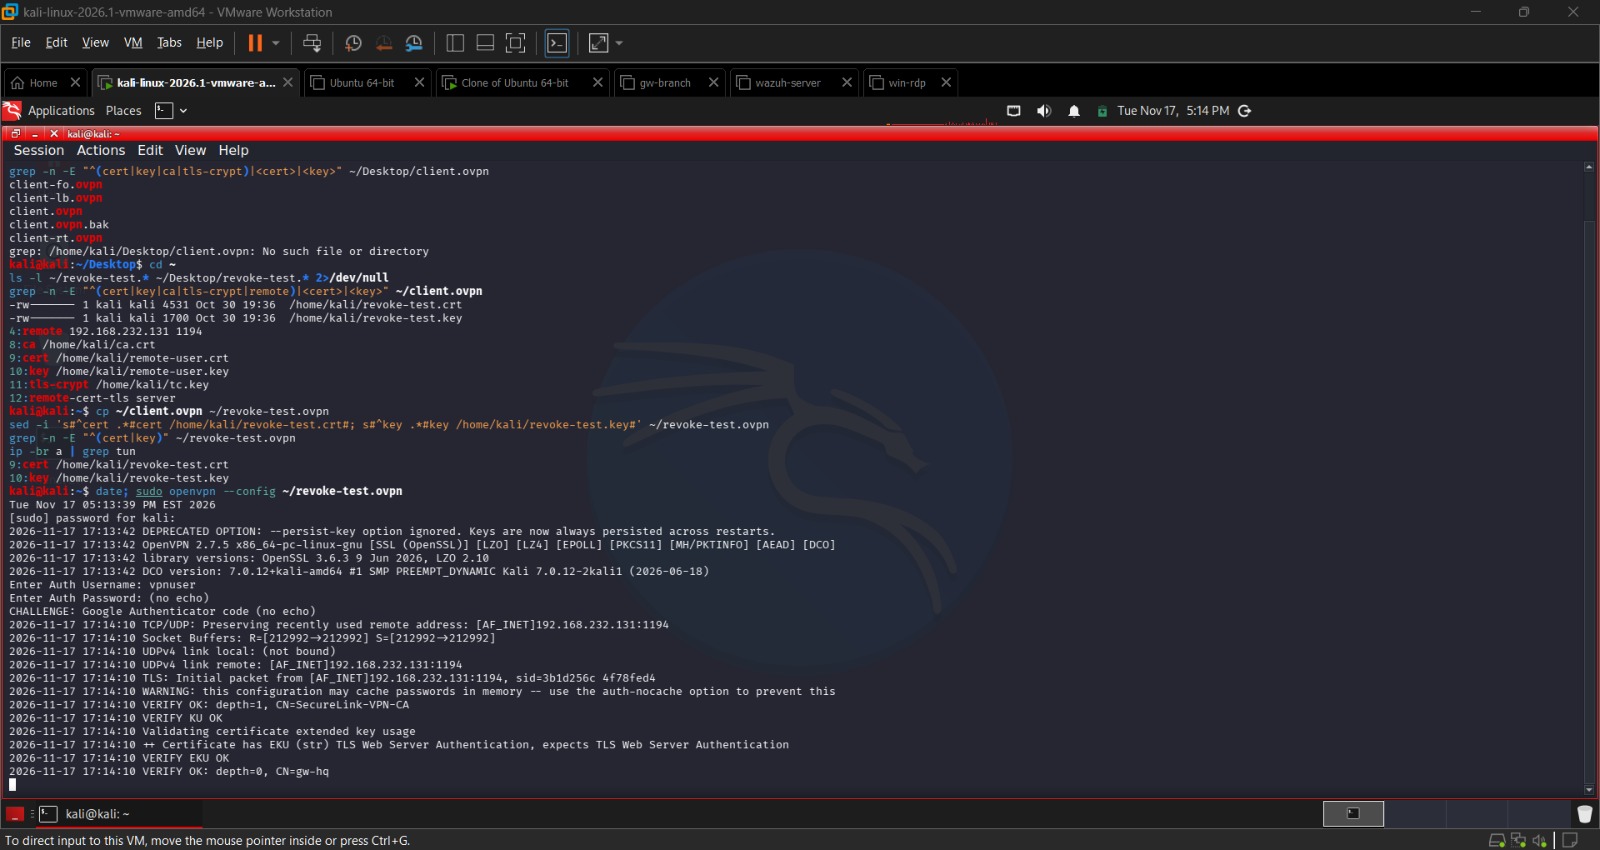 kali-linux-2026.1-vmware-amd64 - VMware Workstation
File Edit View VM Tabs Help
Home kali-linux-2026.1-vmware-a... Ubuntu 64-bit Clone of Ubuntu 64-bit gw-branch wazuh-server win-rdp
Applications Places Tue Nov 17, 5:14 PM
kali@kali: ~
Session Actions Edit View Help
grep -n -E "^(cert|key|ca|tls-crypt)|<cert>|<key>" ~/Desktop/client.ovpn
client-fo.ovpn
client-lb.ovpn
client.ovpn
client.ovpn.bak
client-rt.ovpn
grep: /home/kali/Desktop/client.ovpn: No such file or directory
kali@kali:~/Desktop$ cd ~
ls -l ~/revoke-test.* ~/Desktop/revoke-test.* 2>/dev/null
grep -n -E "^(cert|key|ca|tls-crypt|remote)|<cert>|<key>" ~/client.ovpn
-rw------- 1 kali kali 4531 Oct 30 19:36 /home/kali/revoke-test.crt
-rw------- 1 kali kali 1700 Oct 30 19:36 /home/kali/revoke-test.key
4:remote 192.168.232.131 1194
8:ca /home/kali/ca.crt
9:cert /home/kali/remote-user.crt
10:key /home/kali/remote-user.key
11:tls-crypt /home/kali/tc.key
12:remote-cert-tls server
kali@kali:~$ cp ~/client.ovpn ~/revoke-test.ovpn
sed -i 's#^cert .*#cert /home/kali/revoke-test.crt#; s#^key .*#key /home/kali/revoke-test.key#' ~/revoke-test.ovpn
grep -n -E "^(cert|key)" ~/revoke-test.ovpn
ip -br a | grep tun
9:cert /home/kali/revoke-test.crt
10:key /home/kali/revoke-test.key
kali@kali:~$ date; sudo openvpn --config ~/revoke-test.ovpn
Tue Nov 17 05:13:39 PM EST 2026
[sudo] password for kali:
2026-11-17 17:13:42 DEPRECATED OPTION: --persist-key option ignored. Keys are now always persisted across restarts.
2026-11-17 17:13:42 OpenVPN 2.7.5 x86_64-pc-linux-gnu [SSL (OpenSSL)] [LZO] [LZ4] [EPOLL] [PKCS11] [MH/PKTINFO] [AEAD] [DCO]
2026-11-17 17:13:42 library versions: OpenSSL 3.6.3 9 Jun 2026, LZO 2.10
2026-11-17 17:13:42 DCO version: 7.0.12+kali-amd64 #1 SMP PREEMPT_DYNAMIC Kali 7.0.12-2kali1 (2026-06-18)
Enter Auth Username: vpnuser
Enter Auth Password: (no echo)
CHALLENGE: Google Authenticator code (no echo)
2026-11-17 17:14:10 TCP/UDP: Preserving recently used remote address: [AF_INET]192.168.232.131:1194
2026-11-17 17:14:10 Socket Buffers: R=[212992->212992] S=[212992->212992]
2026-11-17 17:14:10 UDPv4 link local: (not bound)
2026-11-17 17:14:10 UDPv4 link remote: [AF_INET]192.168.232.131:1194
2026-11-17 17:14:10 TLS: Initial packet from [AF_INET]192.168.232.131:1194, sid=3b1d256c 4f78fed4
2026-11-17 17:14:10 WARNING: this configuration may cache passwords in memory -- use the auth-nocache option to prevent this
2026-11-17 17:14:10 VERIFY OK: depth=1, CN=SecureLink-VPN-CA
2026-11-17 17:14:10 VERIFY KU OK
2026-11-17 17:14:10 Validating certificate extended key usage
2026-11-17 17:14:10 ++ Certificate has EKU (str) TLS Web Server Authentication, expects TLS Web Server Authentication
2026-11-17 17:14:10 VERIFY EKU OK
2026-11-17 17:14:10 VERIFY OK: depth=0, CN=gw-hq
kali@kali: ~
To direct input to this VM, move the mouse pointer inside or press Ctrl+G.